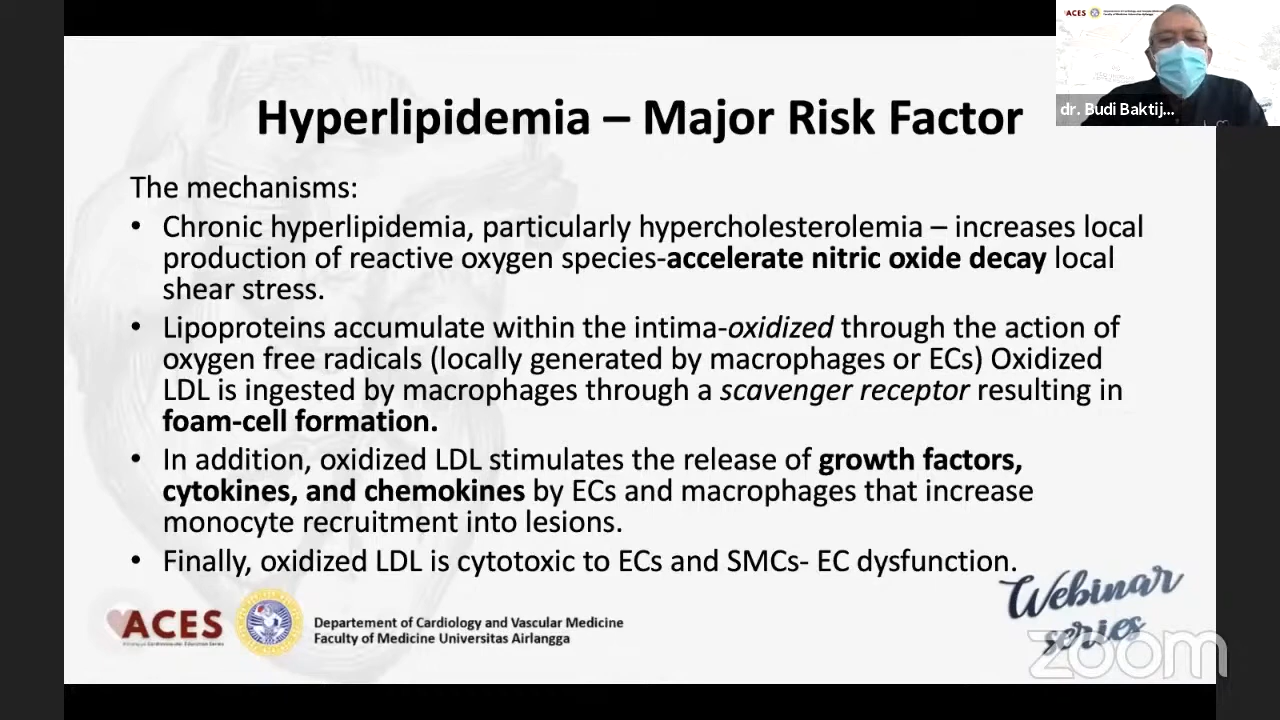 Hyperlipidemia – Major Risk Factor
The mechanisms:
• Chronic hyperlipidemia, particularly hypercholesterolemia – increases local
production of reactive oxygen species-accelerate nitric oxide decay local
shear stress.
• Lipoproteins accumulate within the intima-oxidized through the action of
oxygen free radicals (locally generated by macrophages or ECs) Oxidized
LDL is ingested by macrophages through a scavenger receptor resulting in
foam-cell formation.
• In addition, oxidized LDL stimulates the release of growth factors,
cytokines, and chemokines by ECs and macrophages that increase
monocyte recruitment into lesions.
• Finally, oxidized LDL is cytotoxic to ECs and SMCs- EC dysfunction.
ACES
Departement of Cardiology and Vascular Medicine
Faculty of Medicine Universitas Airlangga
Webinar
series
zoom
ACES
dr. Budi Baktij...